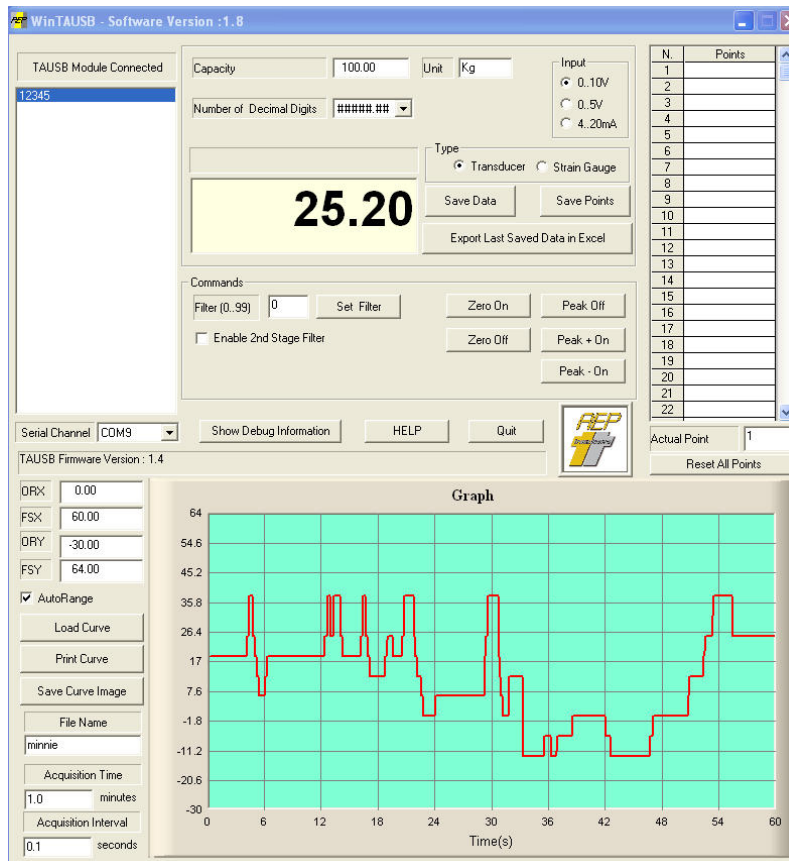 AEP WinTAUSB - Software Version :1.8
TAUSB Module Connected
12345
Capacity 100.00 Unit Kg
Number of Decimal Digits #####.##
Input
0..10V
0..5V
4..20mA
Type
Transducer Strain Gauge
25.20
Save Data Save Points
Export Last Saved Data in Excel
Commands
Filter (0..99) 0 Set Filter Zero On Peak Off
Enable 2nd Stage Filter Zero Off Peak + On
Peak - On
N. Points
1
2
3
4
5
6
7
8
9
10
11
12
13
14
15
16
17
18
19
20
21
22
Serial Channel COM9 Show Debug Information HELP Quit
AEP
Actual Point 1
Reset All Points
TAUSB Firmware Version : 1.4
ORX 0.00
FSX 60.00
ORY -30.00
FSY 64.00
AutoRange
Load Curve
Print Curve
Save Curve Image
File Name
minnie
Acquisition Time
1.0 minutes
Acquisition Interval
0.1 seconds
Graph
64
54.6
45.2
35.8
26.4
17
7.6
-1.8
-11.2
-20.6
-30
0 6 12 18 24 30 36 42 48 54 60
Time(s)